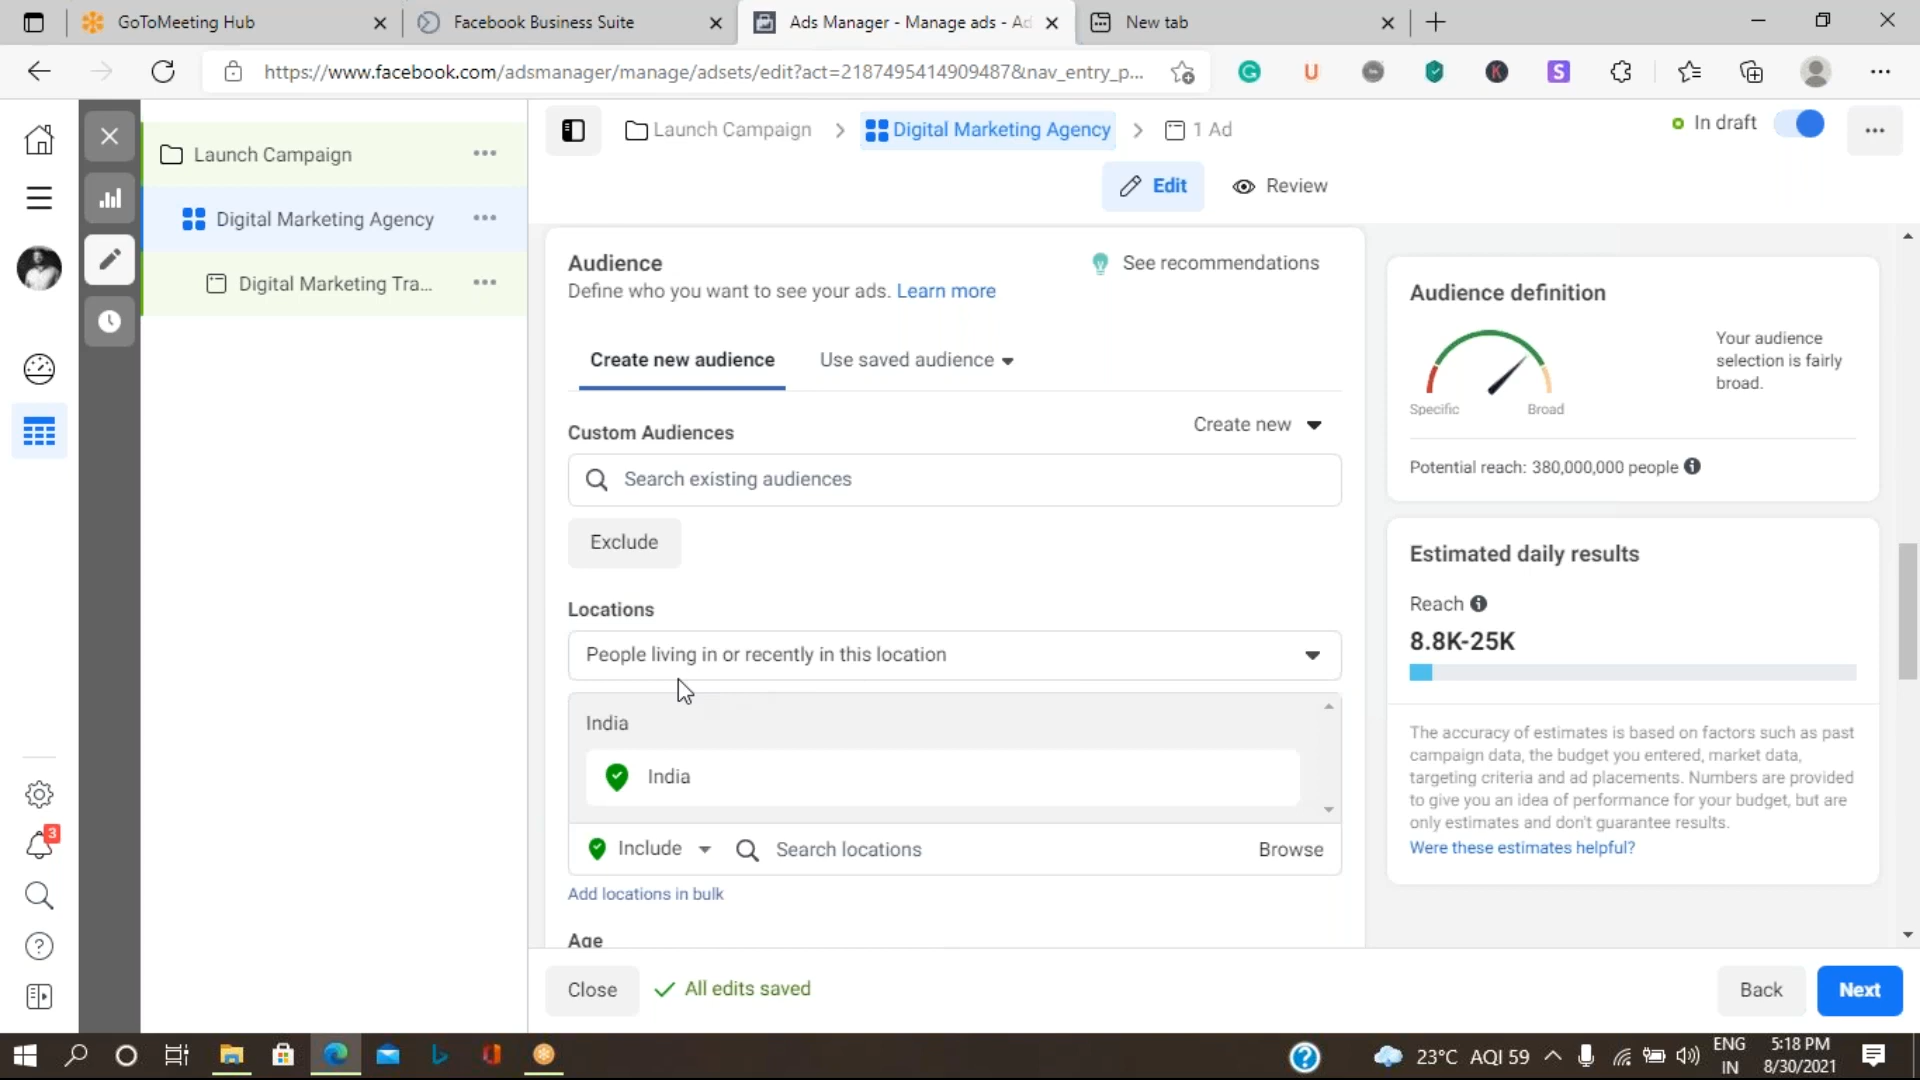 GoToMeeting Hub
Facebook Business Suite
Ads Manager - Manage ads - Ad
New tab
https://www.facebook.com/adsmanager/manage/adsets/edit?act=2187495414909487&nav_entry_p...
Launch Campaign
Digital Marketing Agency
Digital Marketing Tra...
Launch Campaign
Digital Marketing Agency
1 Ad
In draft
Edit
Review
Audience
See recommendations
Define who you want to see your ads. Learn more
Create new audience
Use saved audience
Custom Audiences
Create new
Search existing audiences
Exclude
Locations
People living in or recently in this location
India
India
Include
Search locations
Browse
Add locations in bulk
Age
Close
All edits saved
Back
Next
Audience definition
Your audience
selection is fairly
broad.
Specific
Broad
Potential reach: 380,000,000 people
Estimated daily results
Reach
8.8K-25K
The accuracy of estimates is based on factors such as past
campaign data, the budget you entered, market data,
targeting criteria and ad placements. Numbers are provided
to give you an idea of performance for your budget, but are
only estimates and don't guarantee results.
Were these estimates helpful?
3
23°C AQI 59
ENG
IN
5:18 PM
8/30/2021